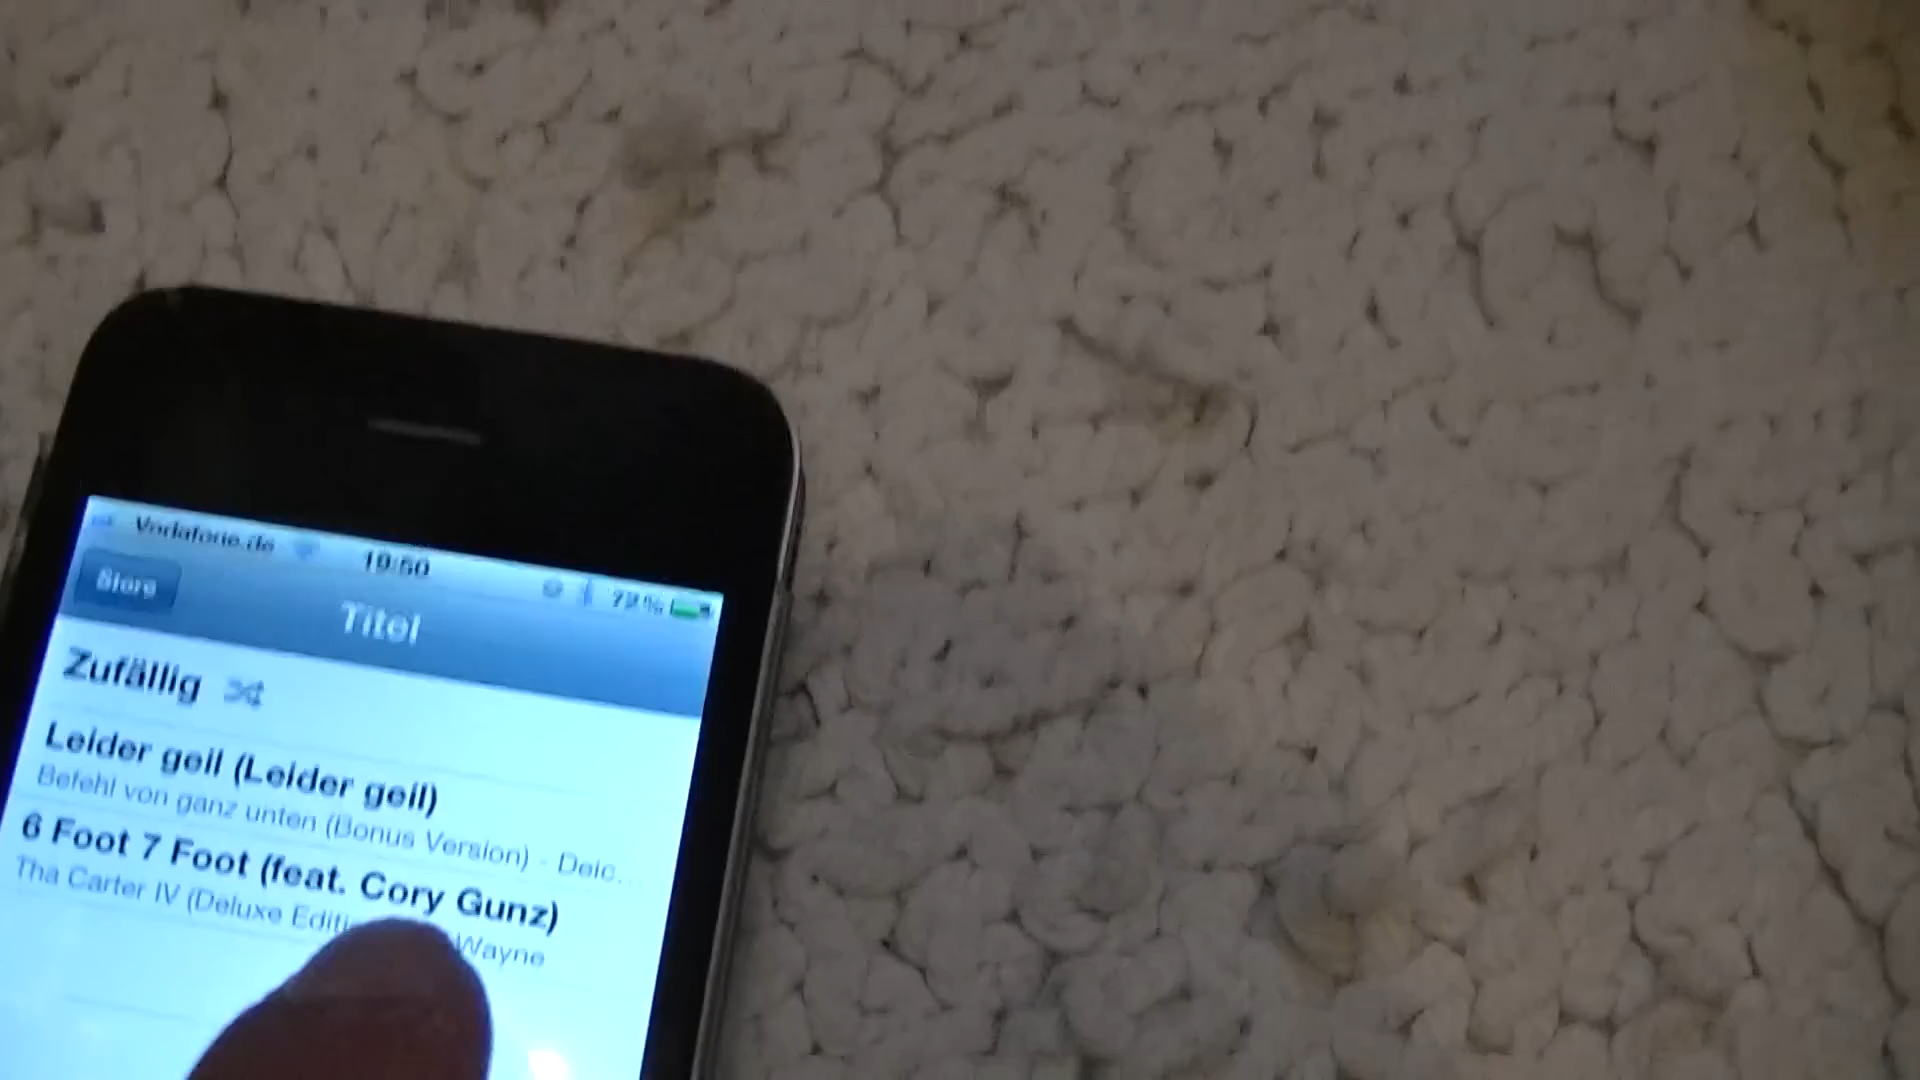 Vodafone.de 19:50 72%
Store
Titel
Zufällig
Leider geil (Leider geil)
Befehl von ganz unten (Bonus Version) - Deic...
6 Foot 7 Foot (feat. Cory Gunz)
Tha Carter IV (Deluxe Editi Wayne